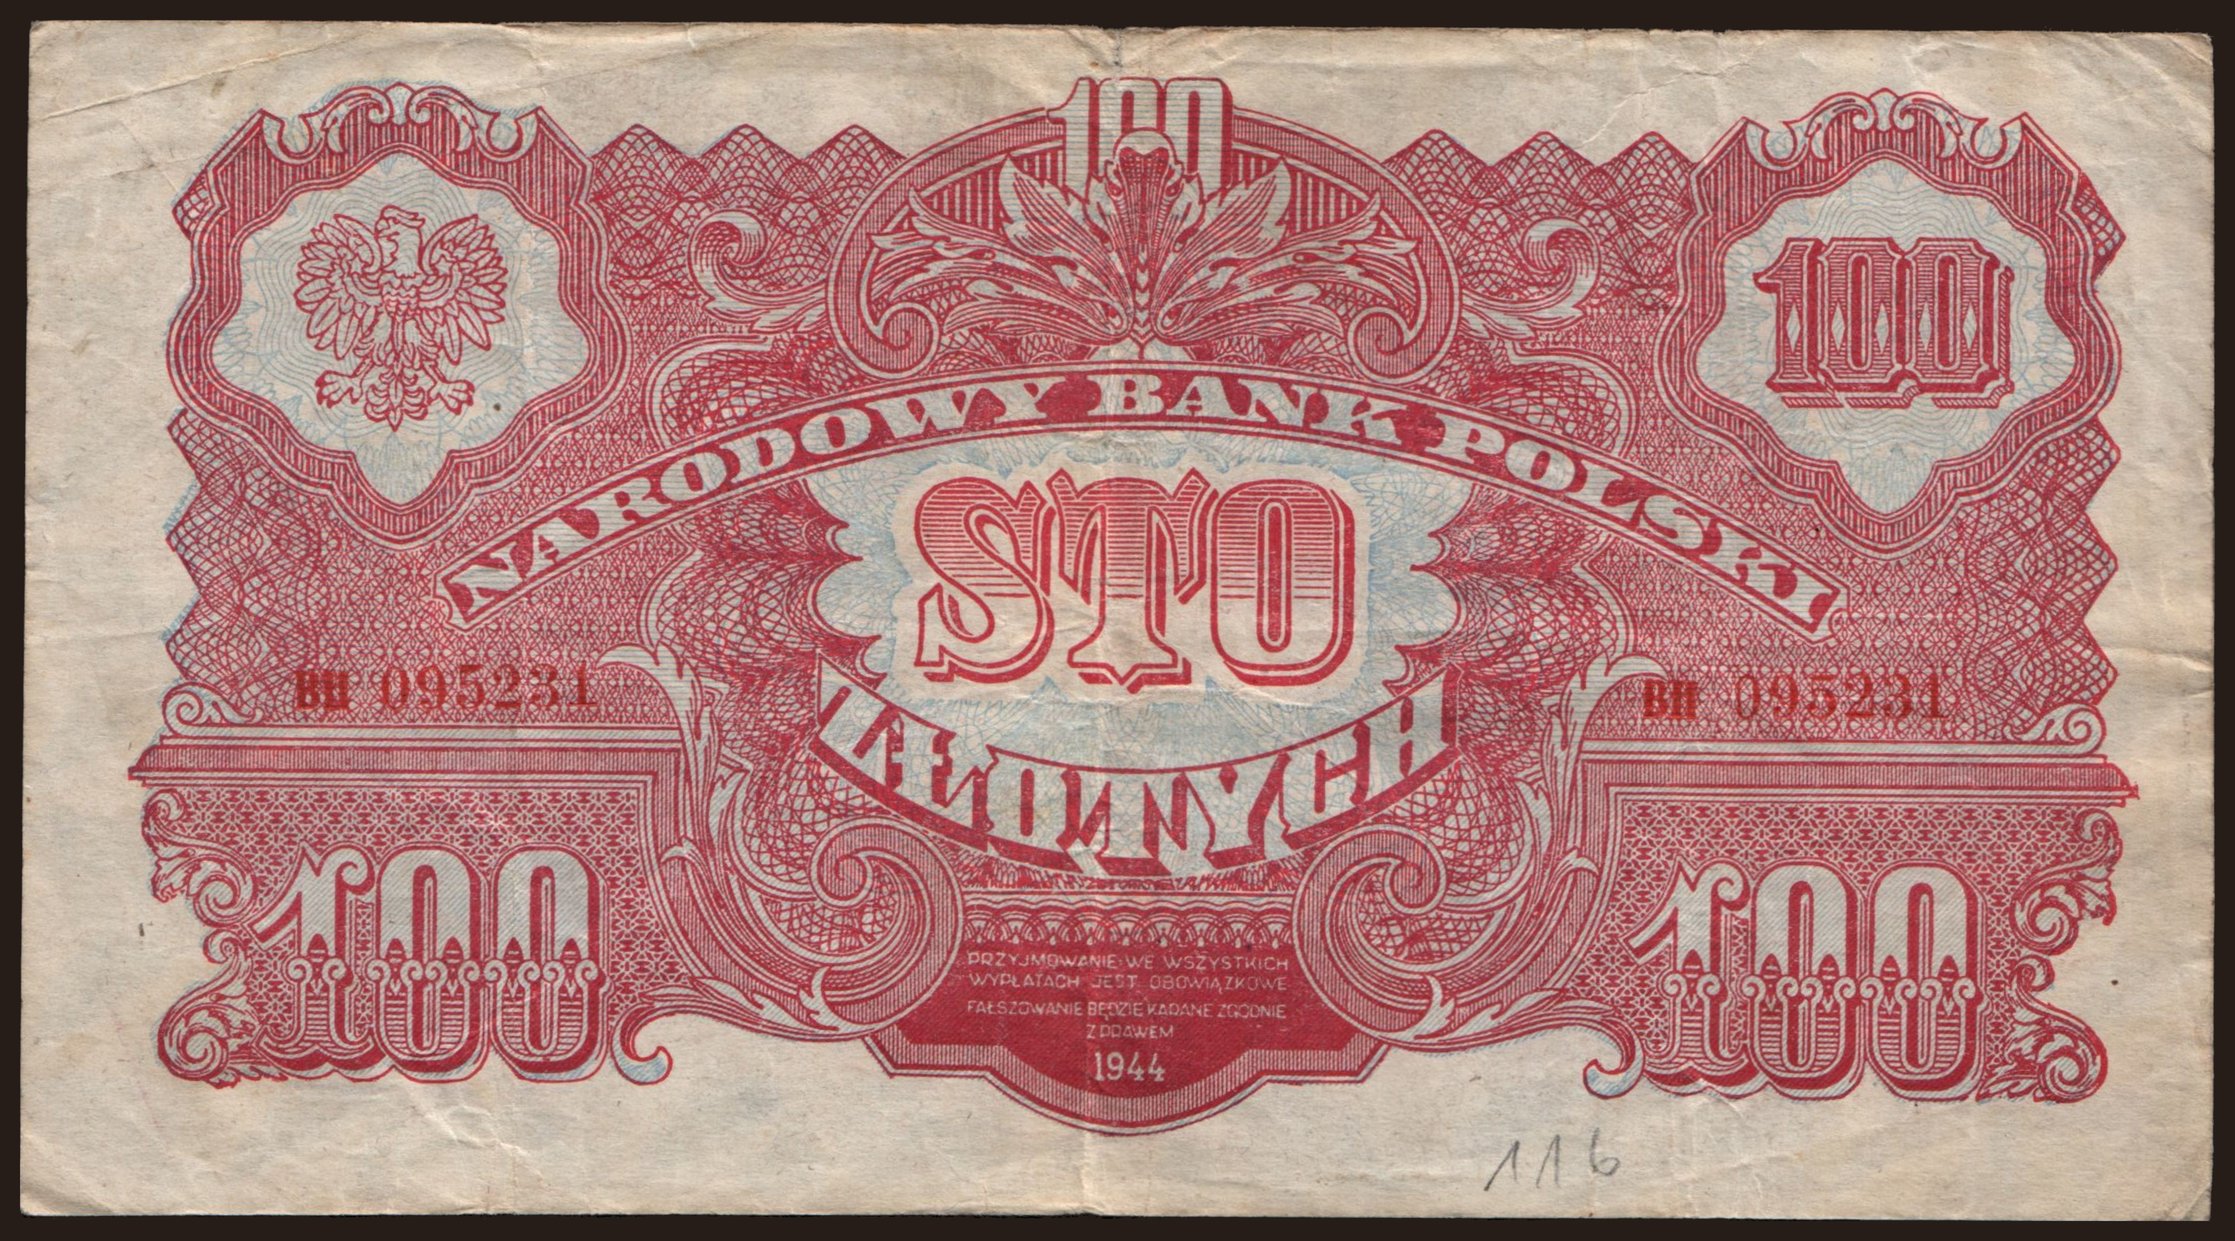 100
100
NARODOWY BANK POLSKI
STO
ZŁOTYCH
ВН 095231
ВН 095231
100
100
PRZYJMOWANIE WE WSZYSTKICH
WYPŁATACH JEST OBOWIĄZKOWE
FAŁSZOWANIE BĘDZIE KARANE ZGODNIE
Z PRAWEM
1944
116